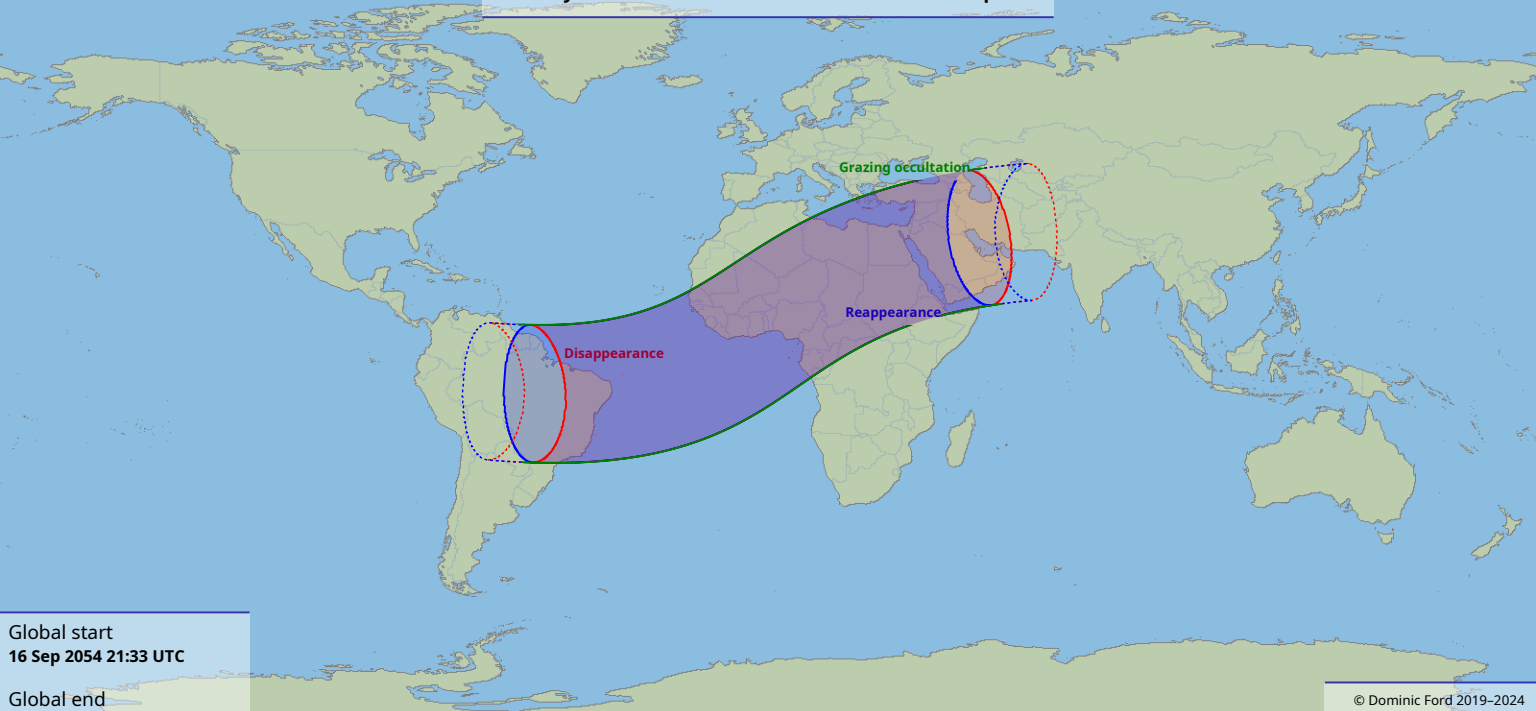 Grazing occultation
Reappearance
Disappearance
Global start
16 Sep 2054 21:33 UTC
Global end
© Dominic Ford 2019–2024